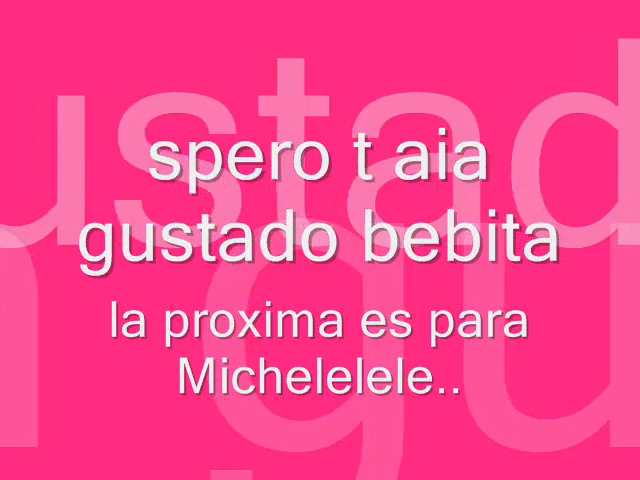 spero t aia
gustado bebita
la proxima es para
Michelelele..